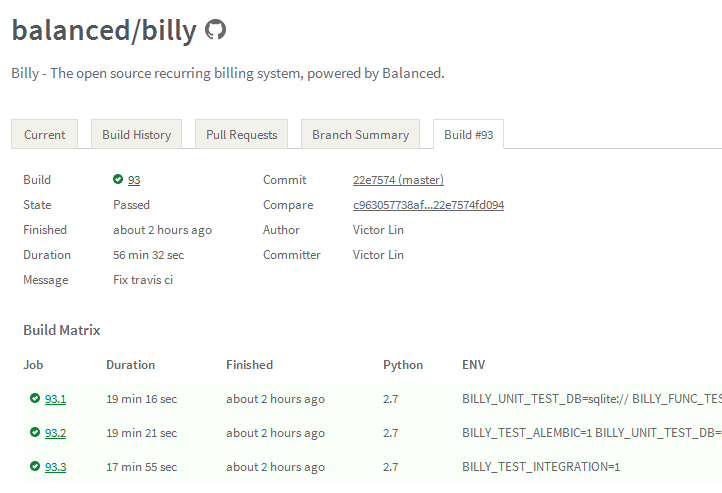 balanced/billy
Billy - The open source recurring billing system, powered by Balanced.
Current Build History Pull Requests Branch Summary Build #93
Build 93 Commit 22e7574 (master)
State Passed Compare c963057738af...22e7574fd094
Finished about 2 hours ago Author Victor Lin
Duration 56 min 32 sec Committer Victor Lin
Message Fix travis ci
Build Matrix
Job Duration Finished Python ENV
93.1 19 min 16 sec about 2 hours ago 2.7 BILLY_UNIT_TEST_DB=sqlite:// BILLY_FUNC_TES
93.2 19 min 21 sec about 2 hours ago 2.7 BILLY_TEST_ALEMBIC=1 BILLY_UNIT_TEST_DB=
93.3 17 min 55 sec about 2 hours ago 2.7 BILLY_TEST_INTEGRATION=1